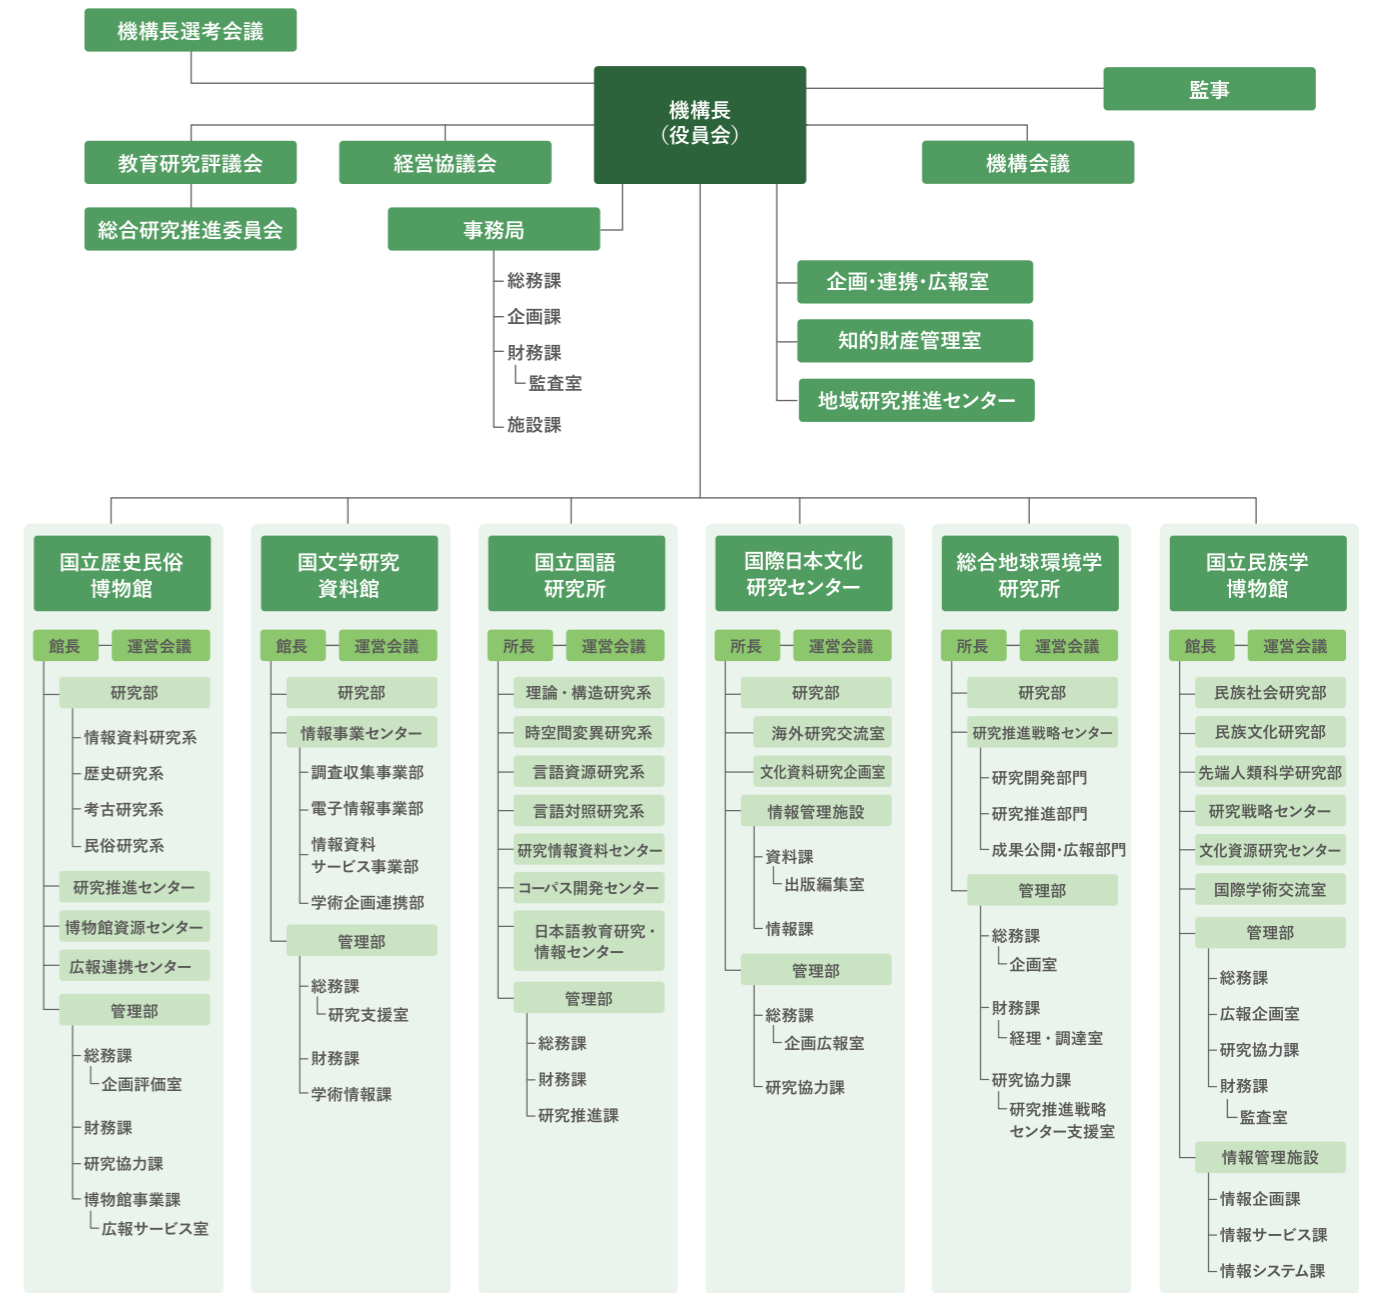 機構長選考会議
機構長
（役員会）
監事
教育研究評議会
経営協議会
機構会議
総合研究推進委員会
事務局
総務課
企画課
財務課
監査室
施設課
企画・連携・広報室
知的財産管理室
地域研究推進センター
国立歴史民俗
博物館
館長
運営会議
研究部
情報資料研究系
歴史研究系
考古研究系
民俗研究系
研究推進センター
博物館資源センター
広報連携センター
管理部
総務課
企画評価室
財務課
研究協力課
博物館事業課
広報サービス室
国文学研究
資料館
館長
運営会議
研究部
情報事業センター
調査収集事業部
電子情報事業部
情報資料
サービス事業部
学術企画連携部
管理部
総務課
研究支援室
財務課
学術情報課
国立国語
研究所
所長
運営会議
理論・構造研究系
時空間変異研究系
言語資源研究系
言語対照研究系
研究情報資料センター
コーパス開発センター
日本語教育研究・
情報センター
管理部
総務課
財務課
研究推進課
国際日本文化
研究センター
所長
運営会議
研究部
海外研究交流室
文化資料研究企画室
情報管理施設
資料課
出版編集室
情報課
管理部
総務課
企画広報室
研究協力課
総合地球環境学
研究所
所長
運営会議
研究部
研究推進戦略センター
研究開発部門
研究推進部門
成果公開・広報部門
管理部
総務課
企画室
財務課
経理・調達室
研究協力課
研究推進戦略
センター支援室
国立民族学
博物館
館長
運営会議
民族社会研究部
民族文化研究部
先端人類科学研究部
研究戦略センター
文化資源研究センター
国際学術交流室
管理部
総務課
広報企画室
研究協力課
財務課
監査室
情報管理施設
情報企画課
情報サービス課
情報システム課